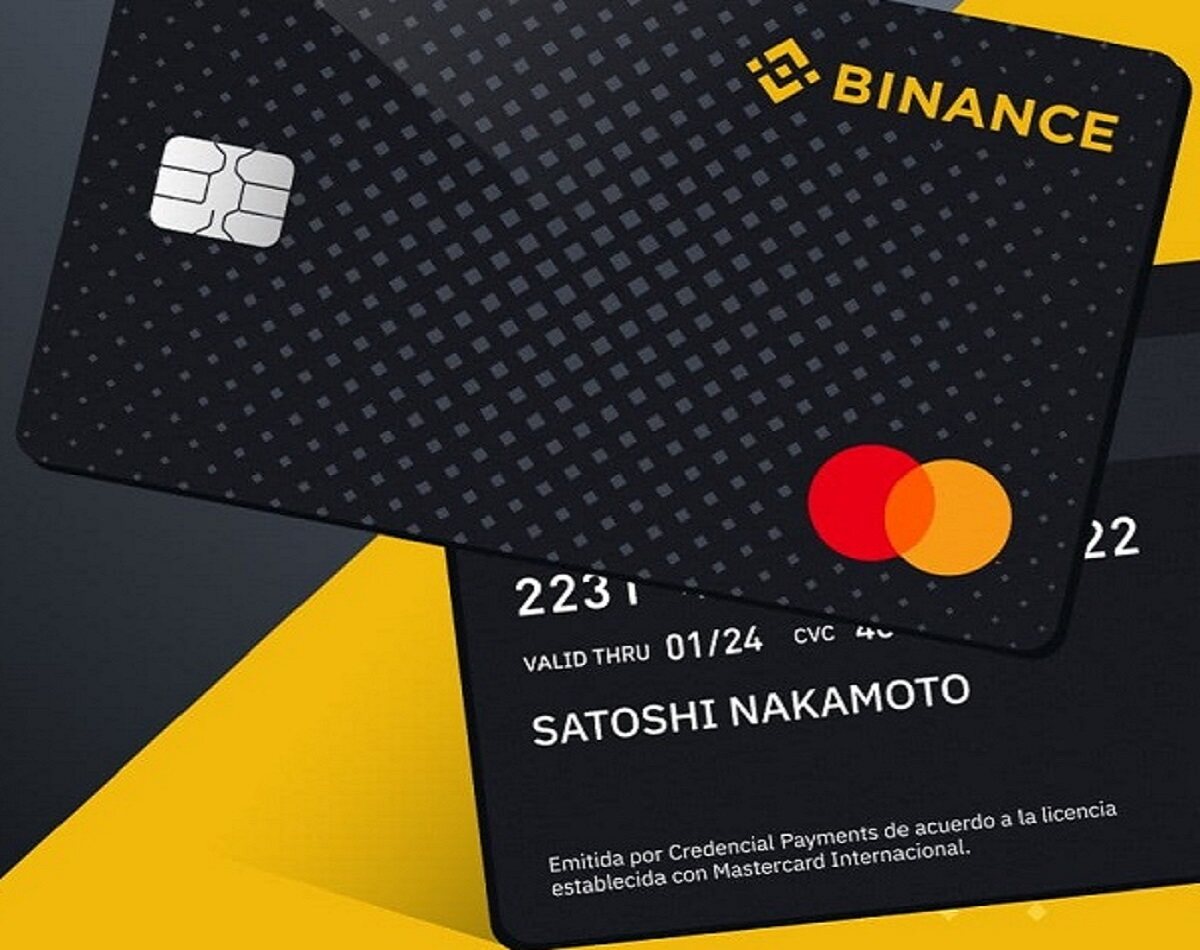 BINANCE
2231 22
VALID THRU 01/24 CVC
SATOSHI NAKAMOTO
Emitida por Credencial Payments de acuerdo a la licencia
establecida con Mastercard Internacional.